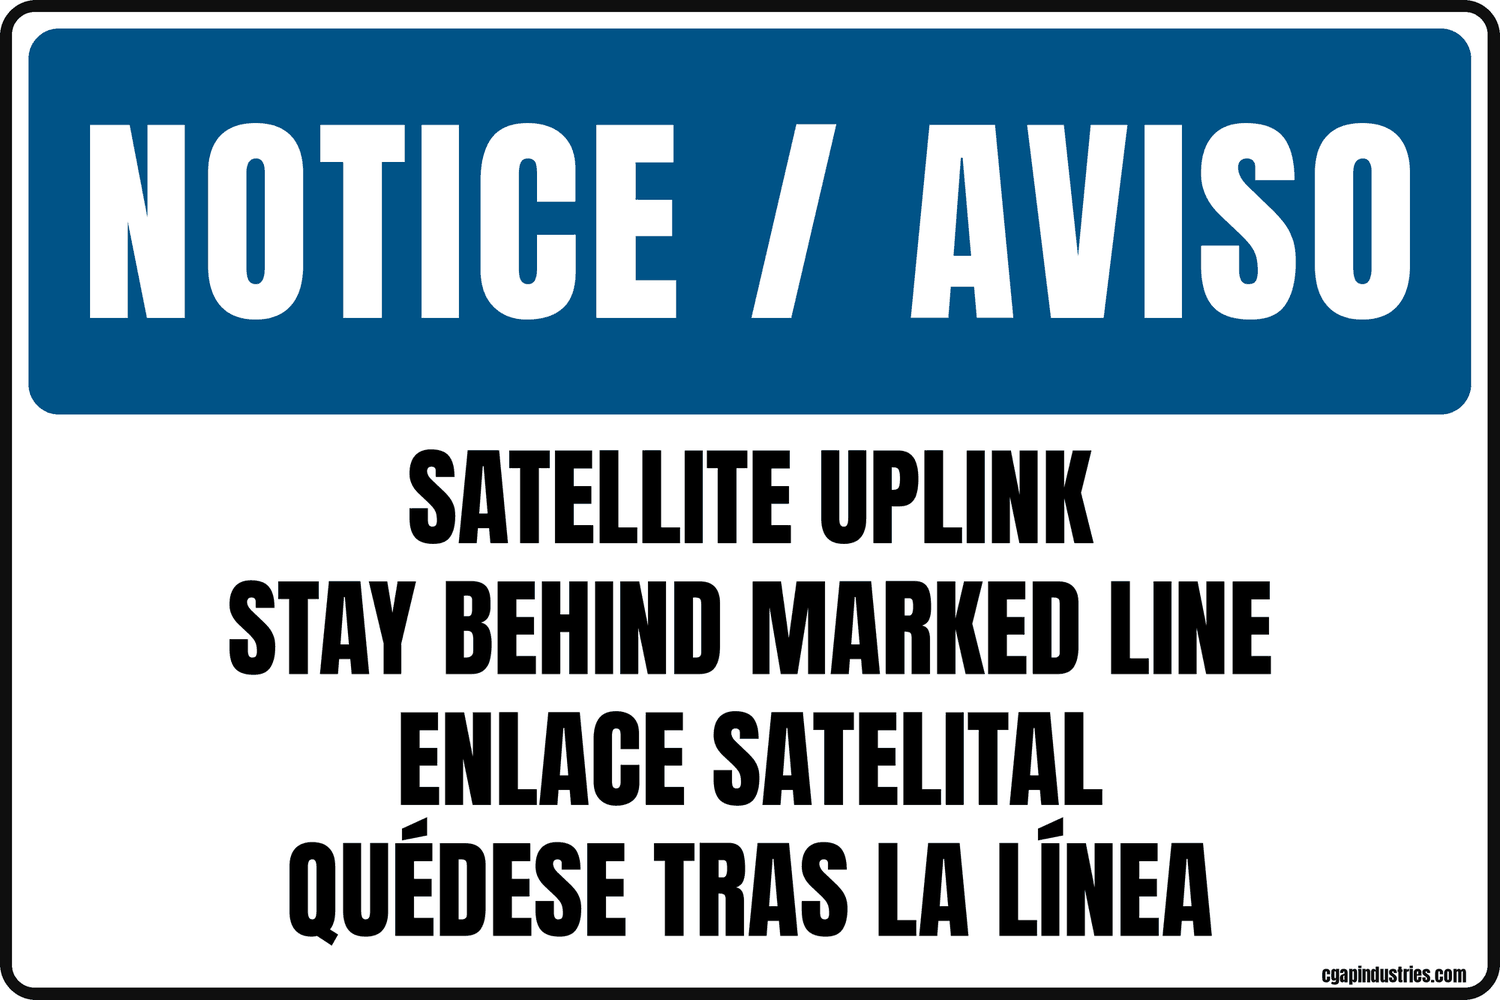 NOTICE / AVISO
SATELLITE UPLINK
STAY BEHIND MARKED LINE
ENLACE SATELITAL
QUÉDESE TRAS LA LÍNEA
cgapindustries.com